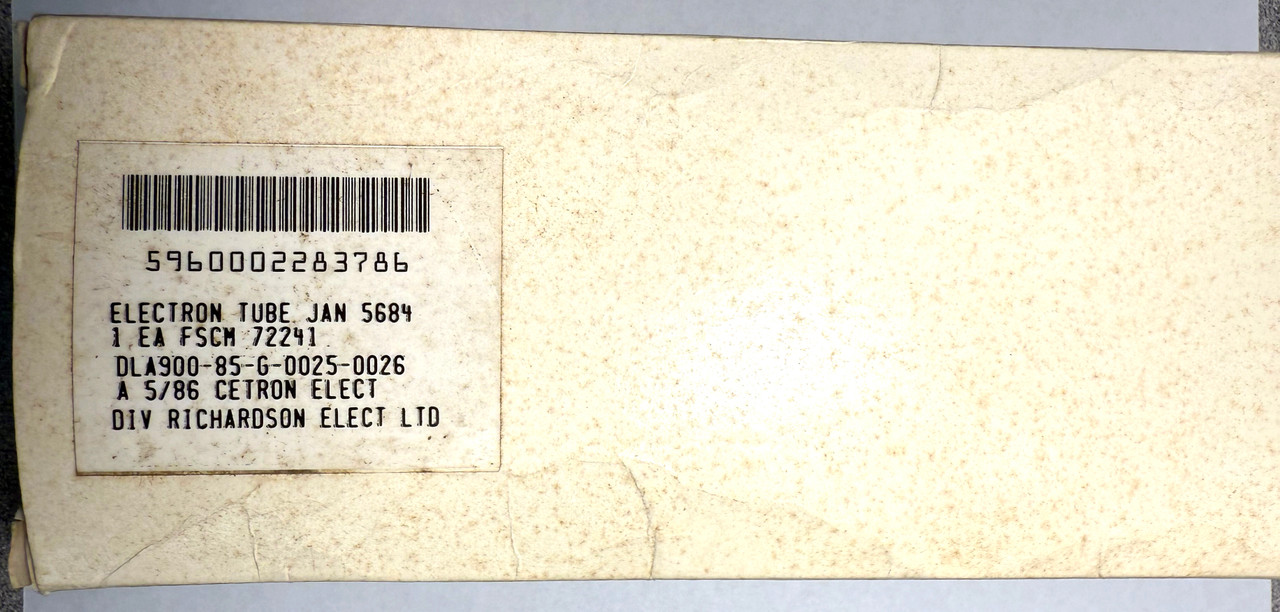 5960002283786
ELECTRON TUBE JAN 5684
1 EA FSCM 72241
DLA900-85-G-0025-0026
A 5/86 CETRON ELECT
DIV RICHARDSON ELECT LTD